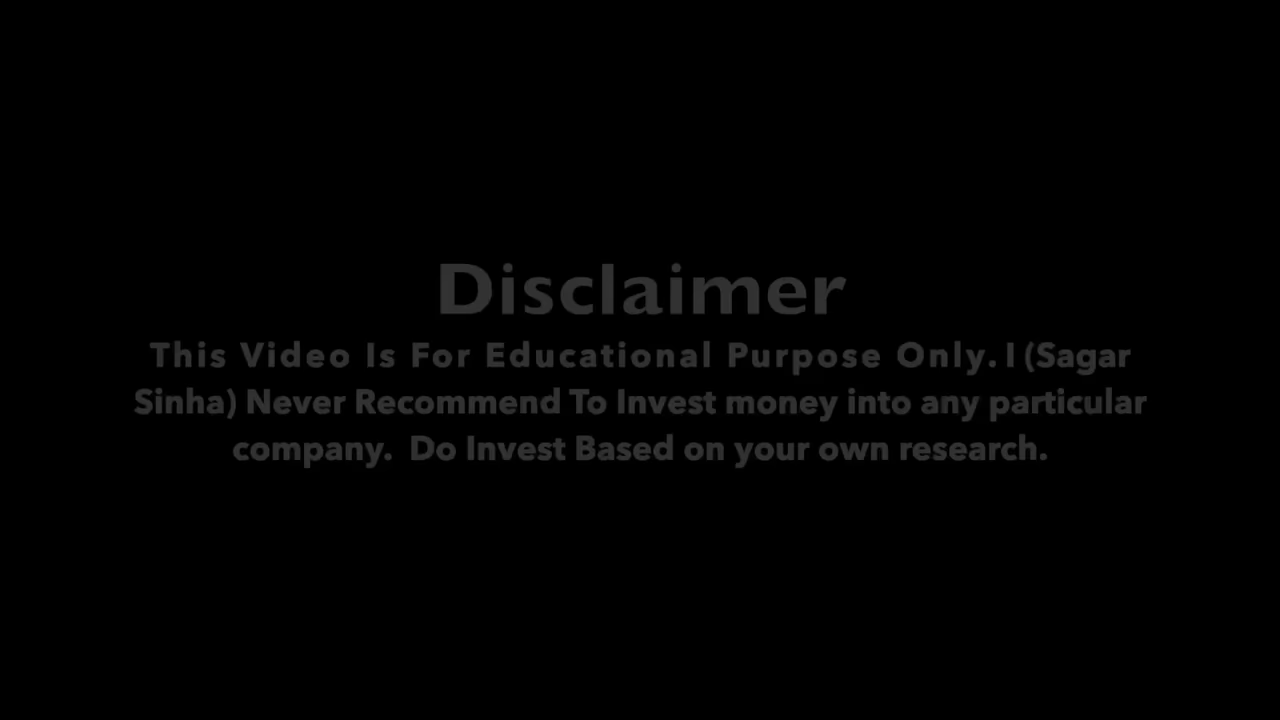 Disclaimer
This Video Is For Educational Purpose Only. I (Sagar
Sinha) Never Recommend To Invest money into any particular
company.  Do Invest Based on your own research.